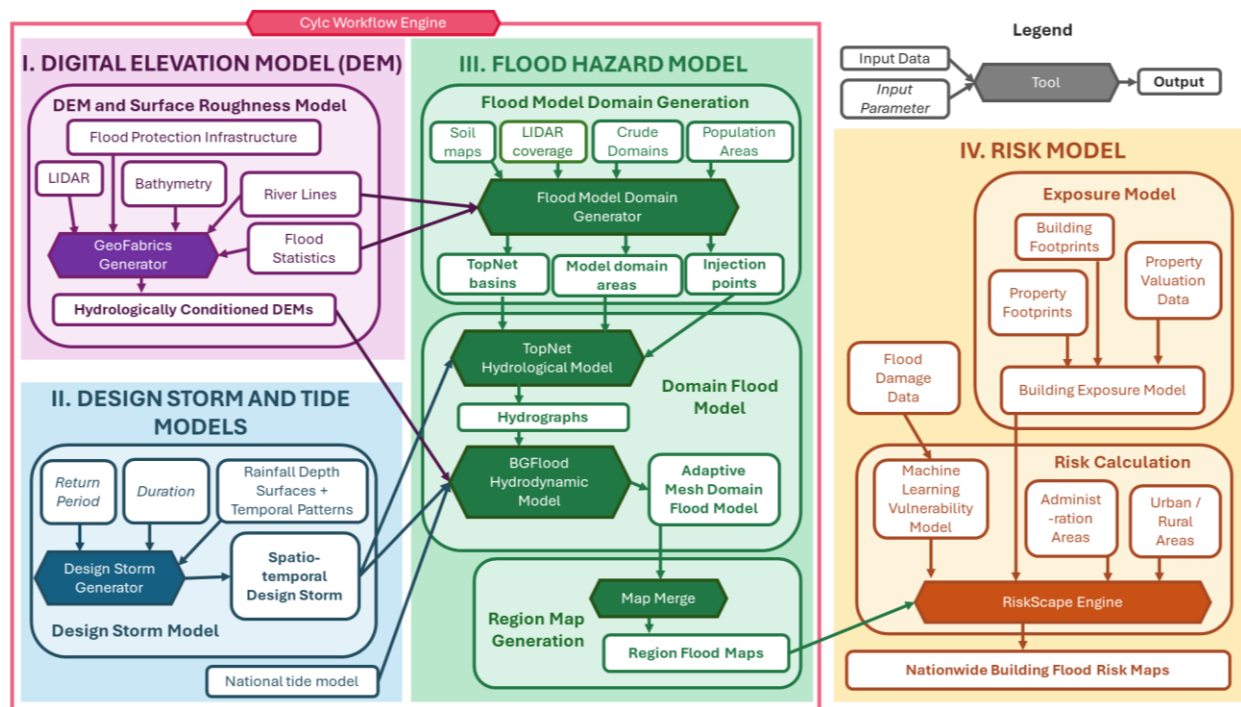 Cylc Workflow Engine
I. DIGITAL ELEVATION MODEL (DEM)
DEM and Surface Roughness Model
Flood Protection Infrastructure
LIDAR
Bathymetry
River Lines
GeoFabrics
Generator
Flood
Statistics
Hydrologically Conditioned DEMs
II. DESIGN STORM AND TIDE
MODELS
Return
Period
Duration
Rainfall Depth
Surfaces +
Temporal Patterns
Design Storm
Generator
Spatio-
temporal
Design Storm
Design Storm Model
National tide model
III. FLOOD HAZARD MODEL
Flood Model Domain Generation
Soil
maps
LIDAR
coverage
Crude
Domains
Population
Areas
Flood Model Domain
Generator
TopNet
basins
Model domain
areas
Injection
points
TopNet
Hydrological Model
Domain Flood
Model
Hydrographs
BGFlood
Hydrodynamic
Model
Adaptive
Mesh Domain
Flood Model
Map Merge
Region Map
Generation
Region Flood Maps
Legend
Input Data
Input
Parameter
Tool
Output
IV. RISK MODEL
Exposure Model
Building
Footprints
Property
Valuation
Data
Property
Footprints
Building Exposure Model
Flood
Damage
Data
Risk Calculation
Machine
Learning
Vulnerability
Model
Administ
-ration
Areas
Urban /
Rural
Areas
RiskScape Engine
Nationwide Building Flood Risk Maps